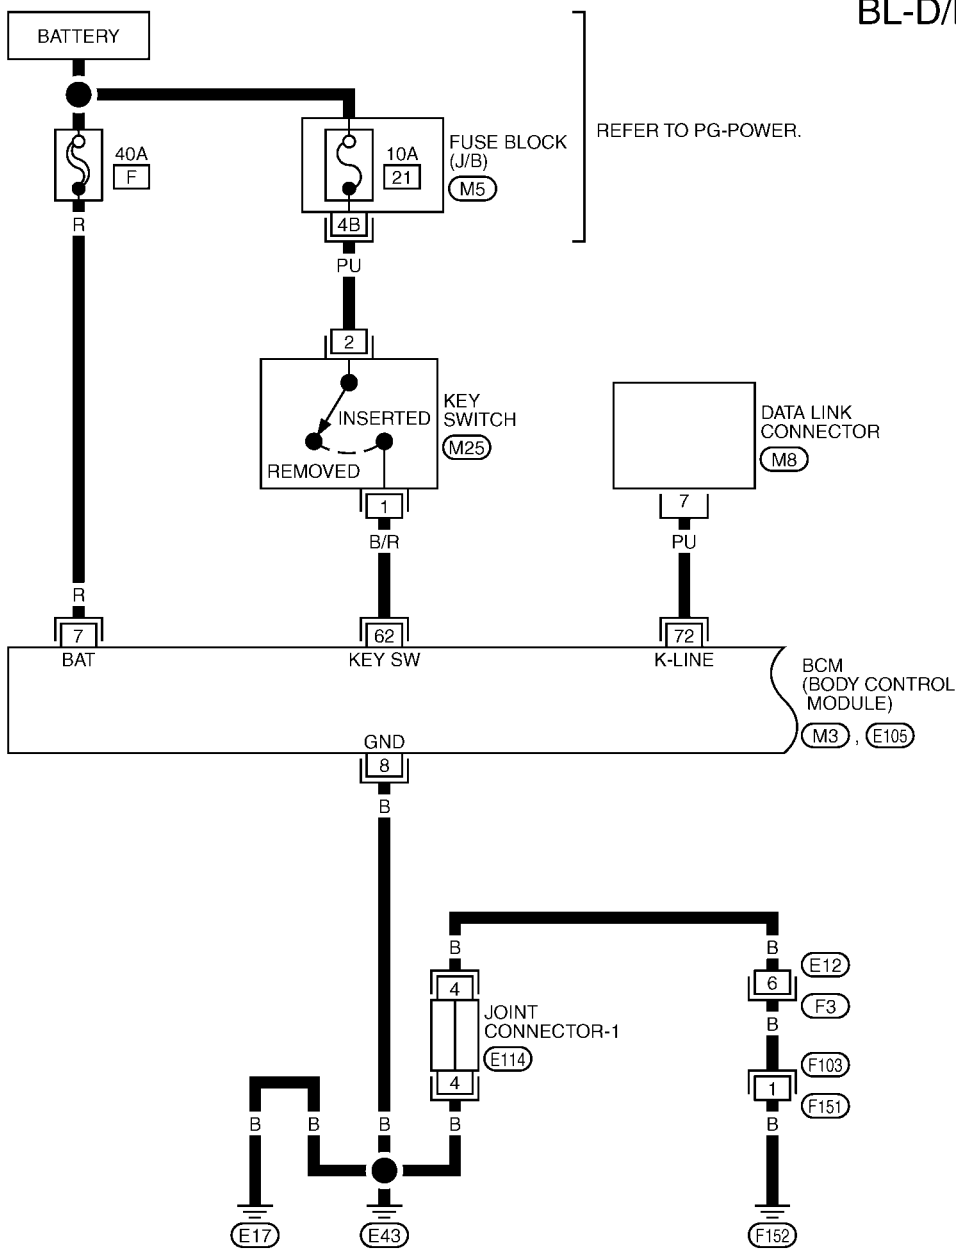 BL-D/
BATTERY
REFER TO PG-POWER.
40A
F
10A
21
FUSE BLOCK
(J/B)
M5
R
4B
PU
2
KEY
SWITCH
M25
INSERTED
REMOVED
DATA LINK
CONNECTOR
M8
1
7
B/R
PU
R
7
62
72
BAT
KEY SW
K-LINE
BCM
(BODY CONTROL
MODULE)
M3 , E105
GND
8
B
B
B
4
6
E12
F3
JOINT
CONNECTOR-1
E114
B
4
F103
1
F151
B
B
B
B
B
E17
E43
F152